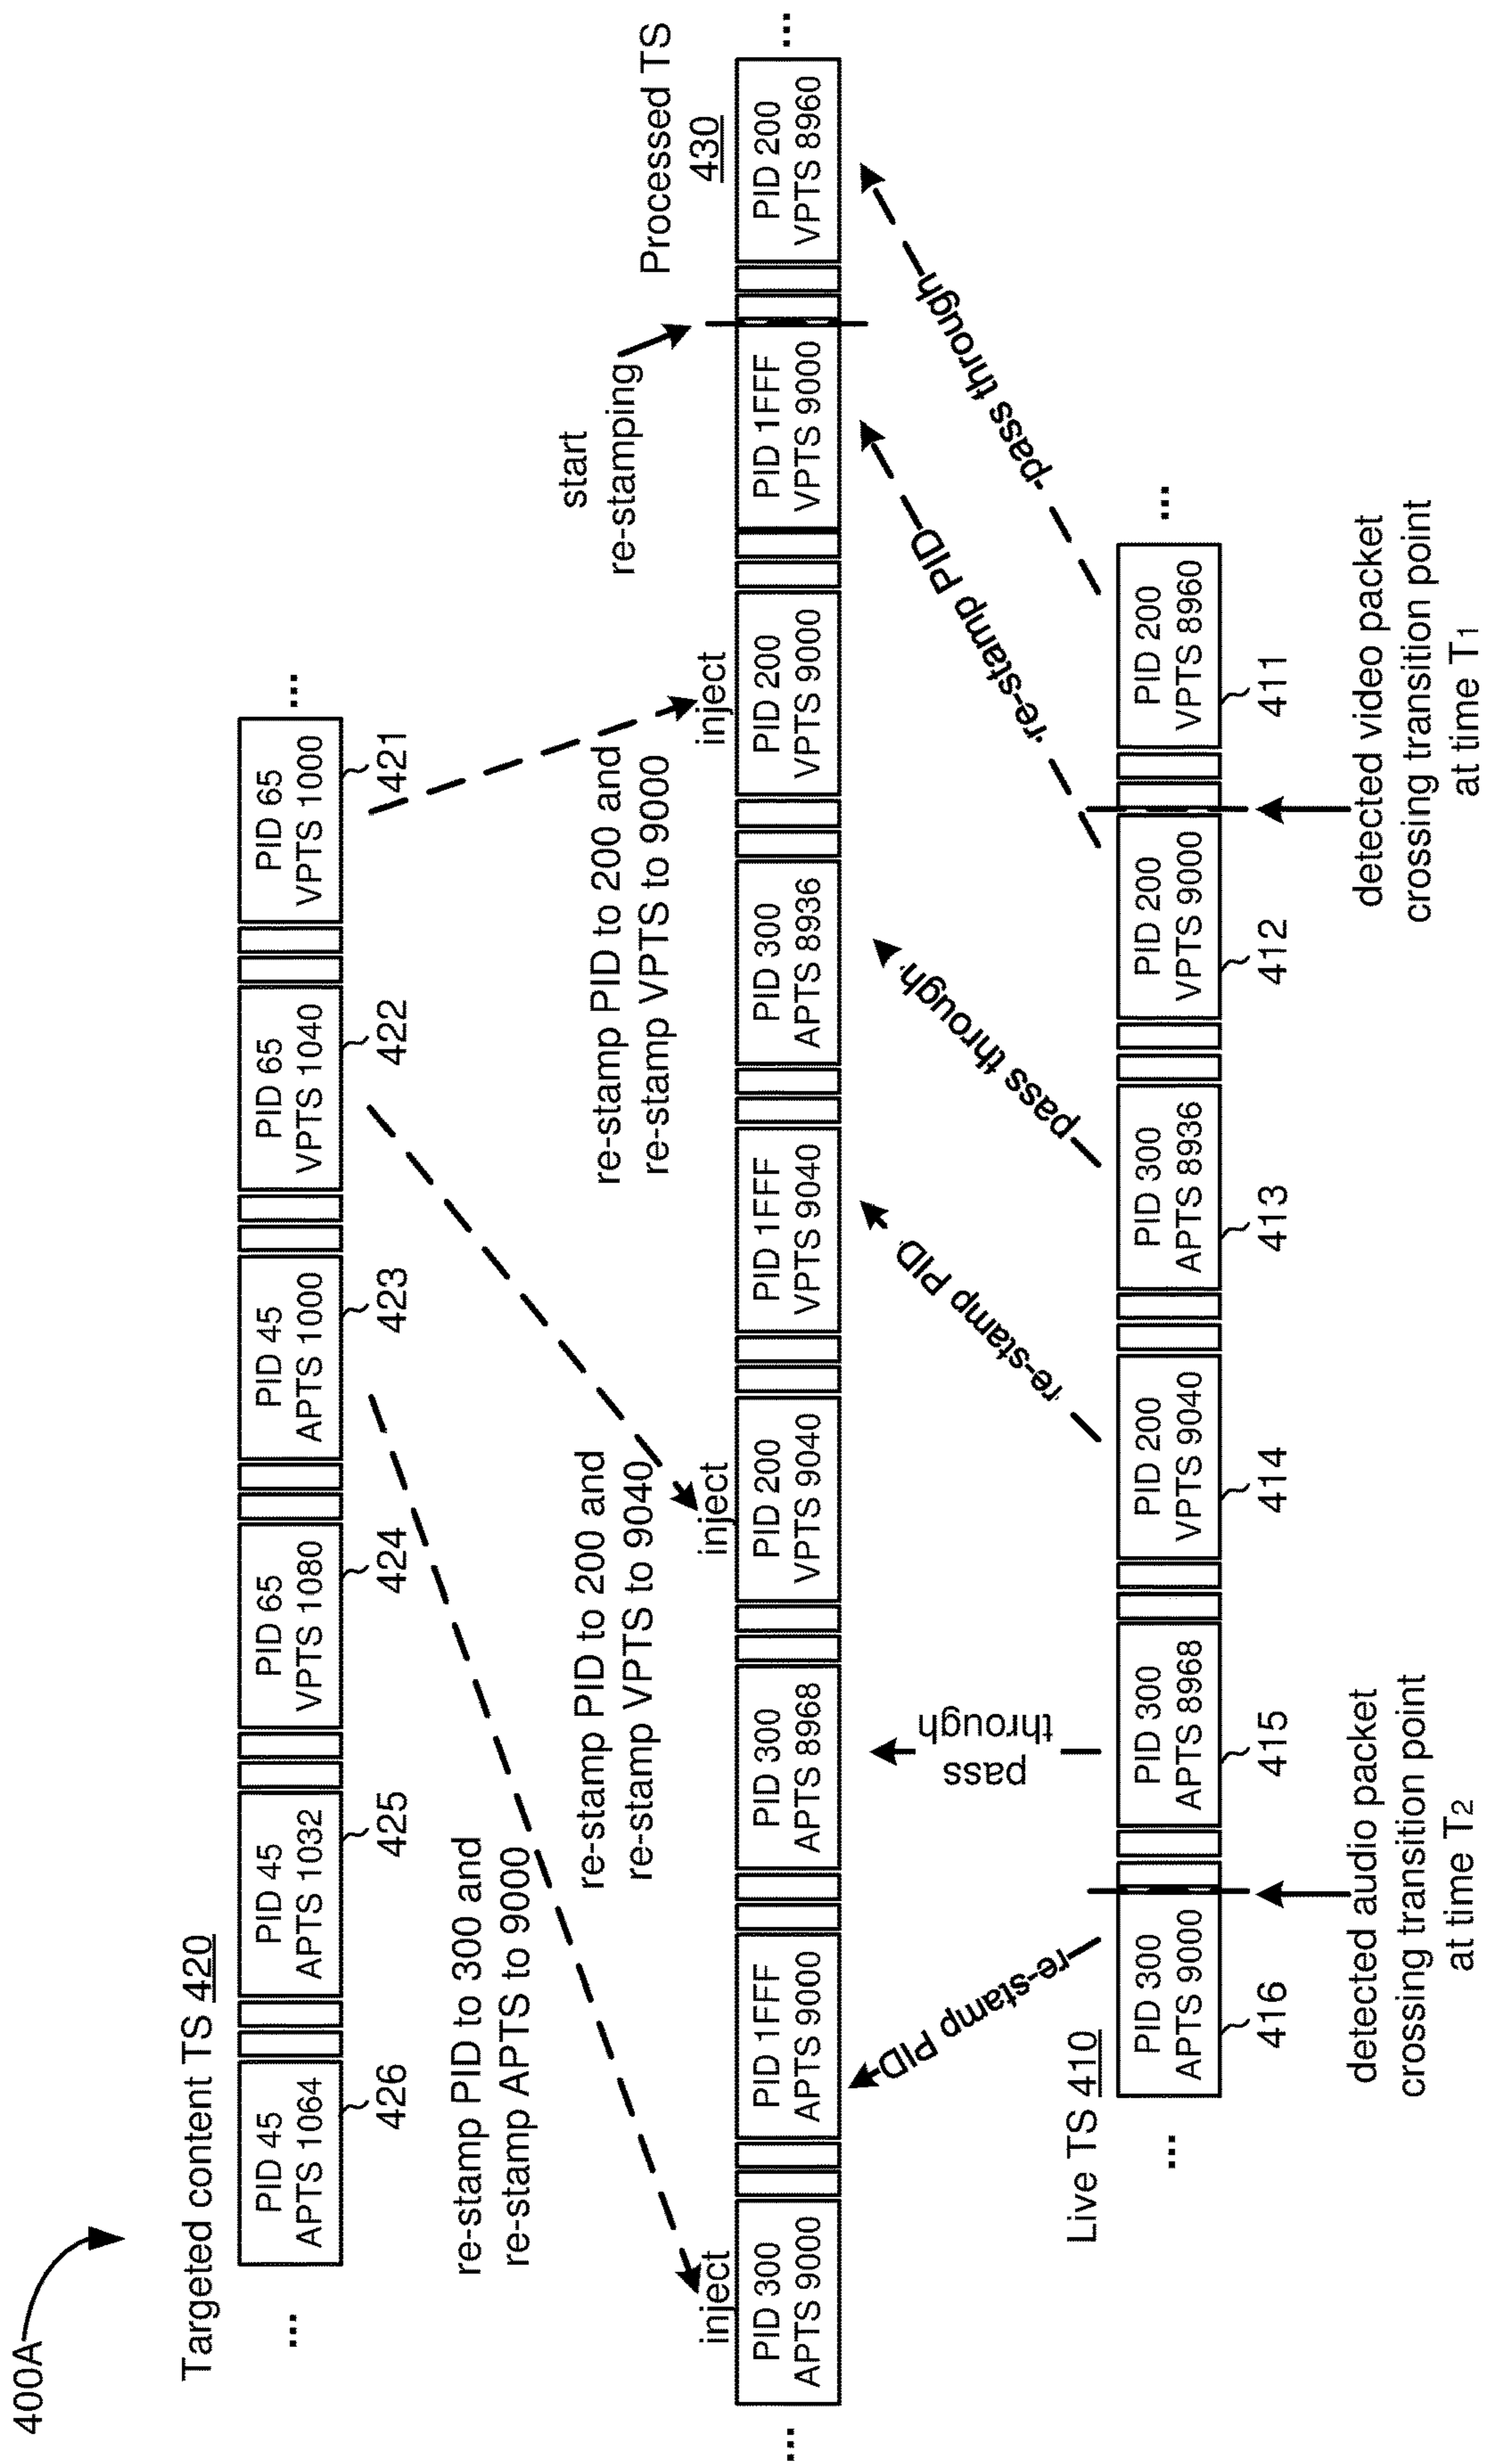 400A
Targeted content TS 420
...
PID 45
APTS 1064
426
PID 45
APTS 1032
425
PID 65
VPTS 1080
424
PID 45
APTS 1000
423
PID 65
VPTS 1040
422
PID 65
VPTS 1000
421
...
re-stamp PID to 300 and
re-stamp APTS to 9000
re-stamp PID to 200 and
re-stamp VPTS to 9040
re-stamp PID to 200 and
re-stamp VPTS to 9000
start
re-stamping
Processed TS
430
inject
inject
inject
...
PID 300
APTS 9000
PID 1FFF
APTS 9000
PID 300
APTS 8968
PID 200
VPTS 9040
PID 1FFF
VPTS 9040
PID 300
APTS 8936
PID 200
VPTS 9000
PID 1FFF
VPTS 9000
PID 200
VPTS 8960
...
re-stamp PID
pass
through
re-stamp PID
pass through
re-stamp PID
pass through
Live TS 410
...
PID 300
APTS 9000
416
PID 300
APTS 8968
415
PID 200
VPTS 9040
414
PID 300
APTS 8936
413
PID 200
VPTS 9000
412
PID 200
VPTS 8960
411
...
detected audio packet
crossing transition point
at time T2
detected video packet
crossing transition point
at time T1